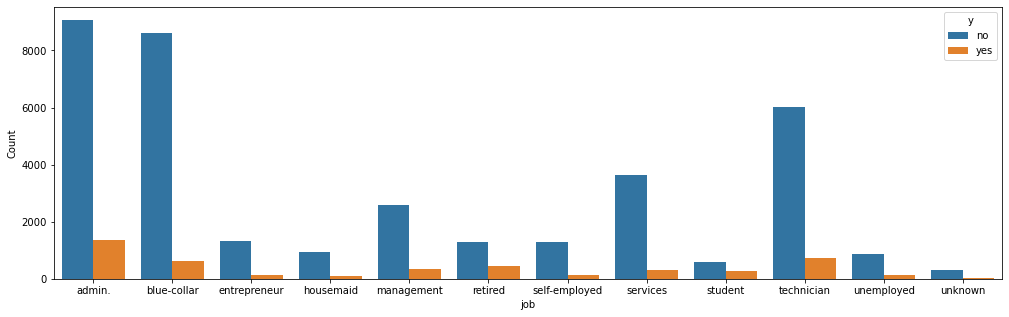 y
no
yes
8000
6000
4000
2000
0
Count
admin. blue-collar entrepreneur housemaid management retired self-employed services student technician unemployed unknown
job